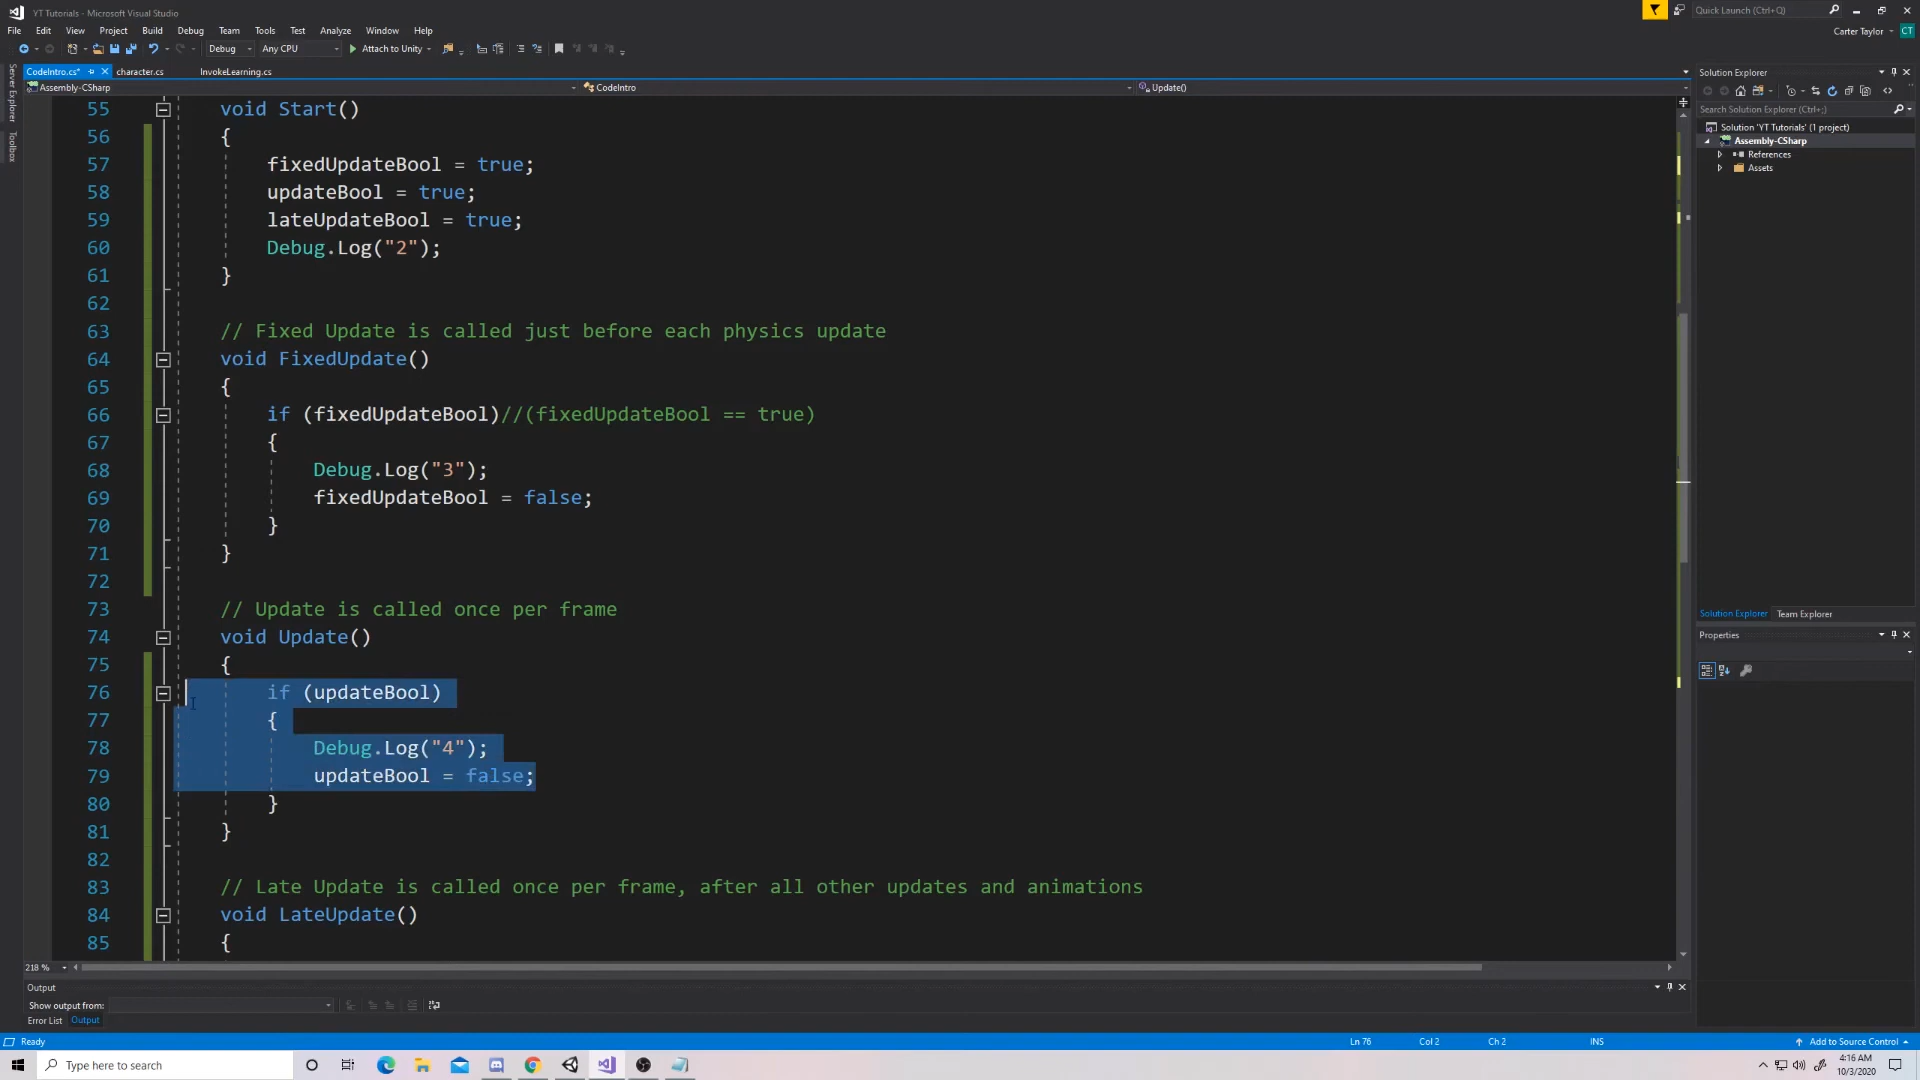 YT Tutorials - Microsoft Visual Studio
Quick Launch (Ctrl+Q)
File Edit View Project Build Debug Team Tools Test Analyze Window Help
Carter Taylor CT
Debug Any CPU Attach to Unity
Server Explorer
Toolbox
CodeIntro.cs* character.cs InvokeLearning.cs
Assembly-CSharp CodeIntro Update()
55 void Start()
56 {
57 fixedUpdateBool = true;
58 updateBool = true;
59 lateUpdateBool = true;
60 Debug.Log("2");
61 }
62
63 // Fixed Update is called just before each physics update
64 void FixedUpdate()
65 {
66 if (fixedUpdateBool)//(fixedUpdateBool == true)
67 {
68 Debug.Log("3");
69 fixedUpdateBool = false;
70 }
71 }
72
73 // Update is called once per frame
74 void Update()
75 {
76 if (updateBool)
77 {
78 Debug.Log("4");
79 updateBool = false;
80 }
81 }
82
83 // Late Update is called once per frame, after all other updates and animations
84 void LateUpdate()
85 {
218 %
Solution Explorer
Search Solution Explorer (Ctrl+;)
Solution 'YT Tutorials' (1 project)
Assembly-CSharp
References
Assets
Solution Explorer Team Explorer
Properties
Output
Show output from:
Error List Output
Ready Ln 76 Col 2 Ch 2 INS Add to Source Control
Type here to search
4:16 AM
10/3/2020